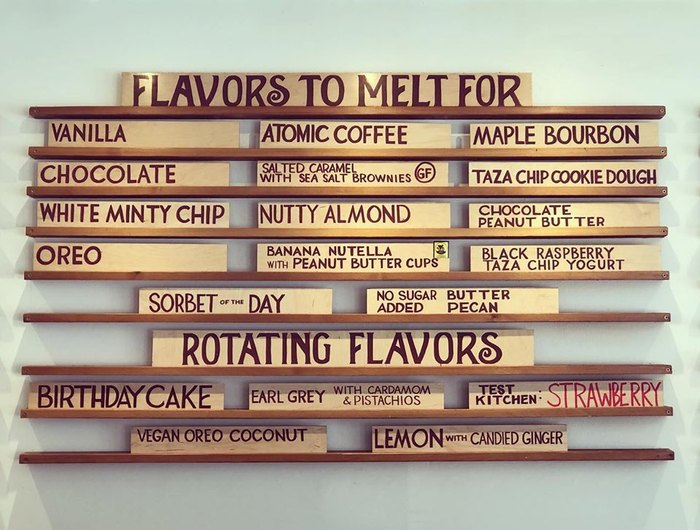 FLAVORS TO MELT FOR
VANILLA
ATOMIC COFFEE
MAPLE BOURBON
CHOCOLATE
SALTED CARAMEL
WITH SEA SALT BROWNIES GF
TAZA CHIP COOKIE DOUGH
WHITE MINTY CHIP
NUTTY ALMOND
CHOCOLATE
PEANUT BUTTER
OREO
BANANA NUTELLA
WITH PEANUT BUTTER CUPS
BLACK RASPBERRY
TAZA CHIP YOGURT
SORBET OF THE DAY
NO SUGAR BUTTER
ADDED PECAN
ROTATING FLAVORS
BIRTHDAY CAKE
EARL GREY WITH CARDAMOM
& PISTACHIOS
TEST
KITCHEN: STRAWBERRY
VEGAN OREO COCONUT
LEMON WITH CANDIED GINGER